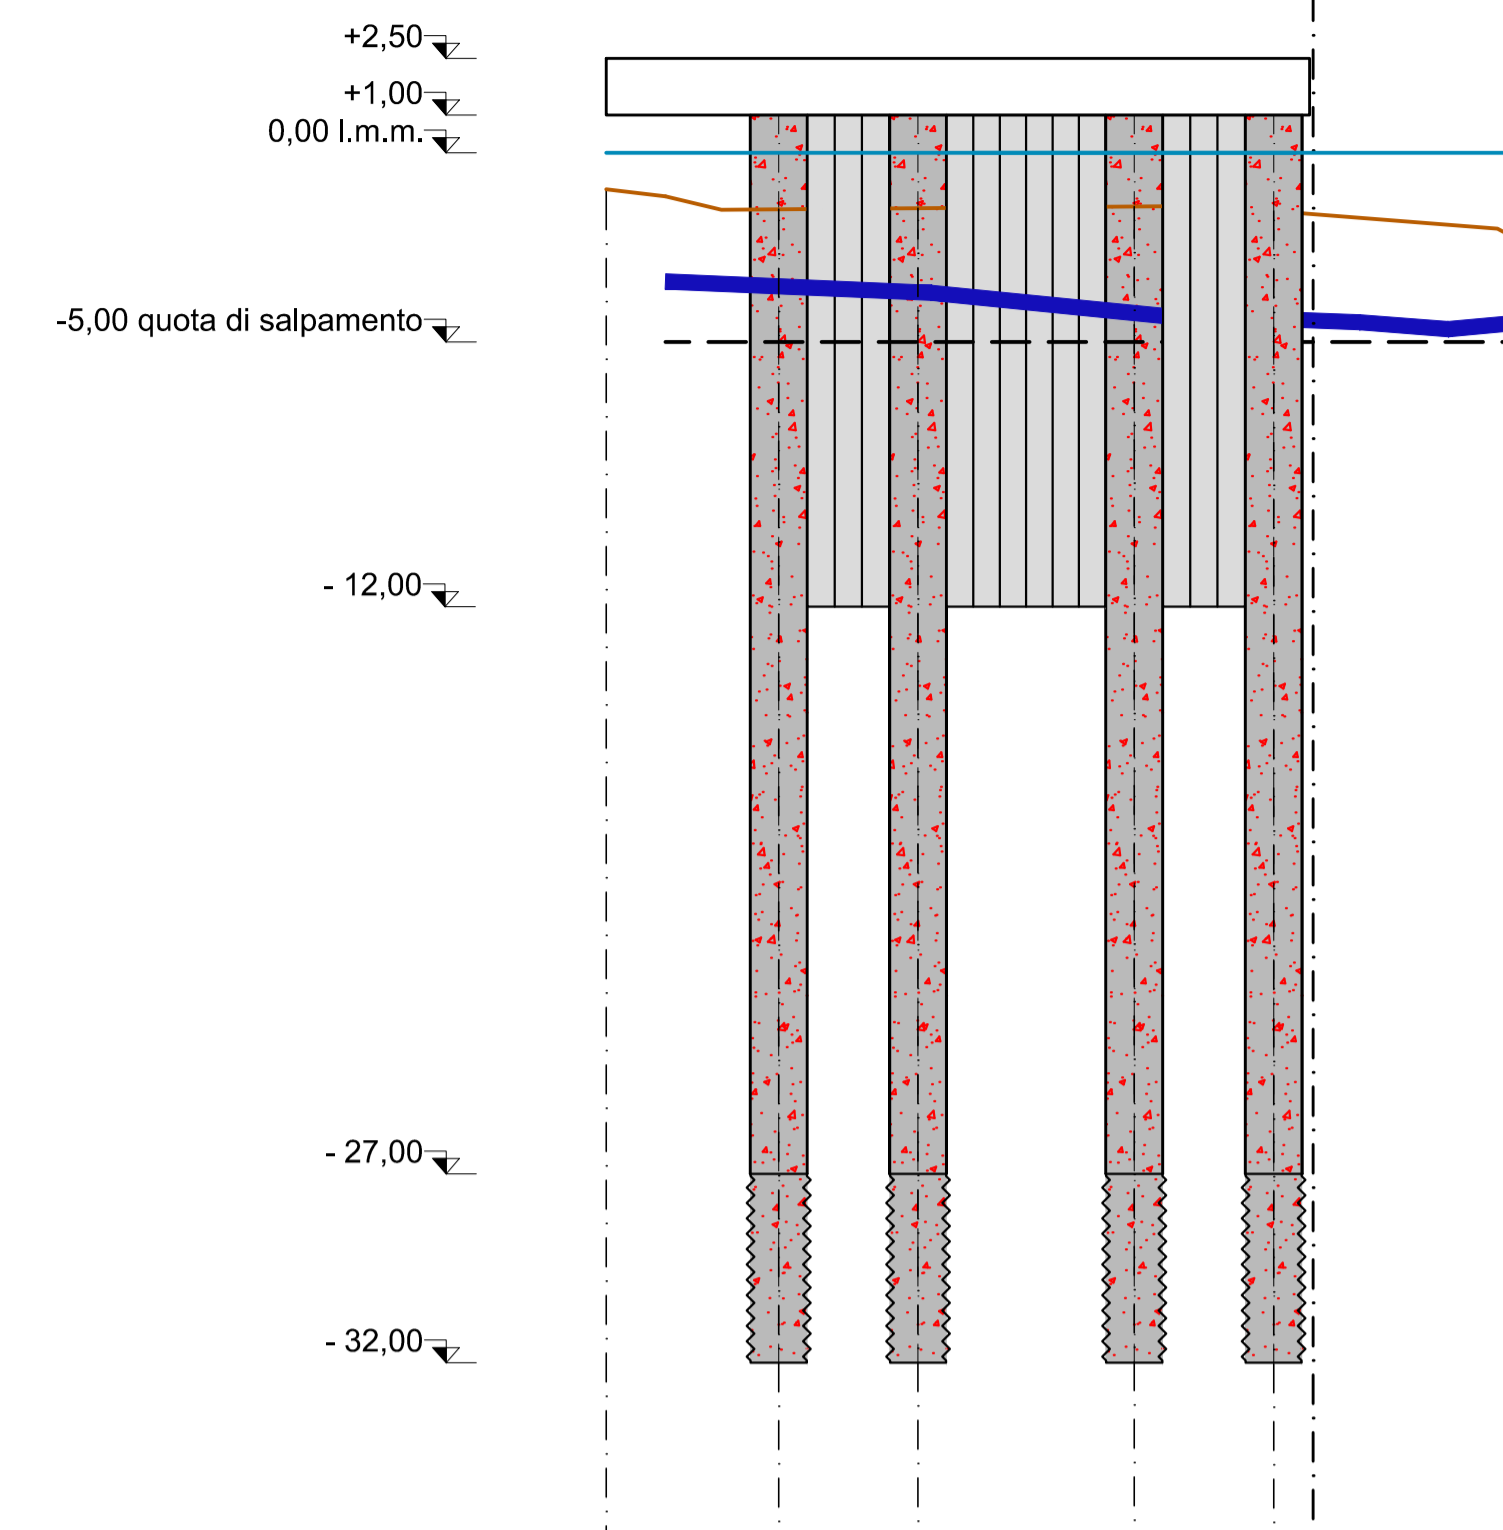 +2,50
+1,00
0,00 l.m.m.
-5,00 quota di salpamento
- 12,00
- 27,00
- 32,00